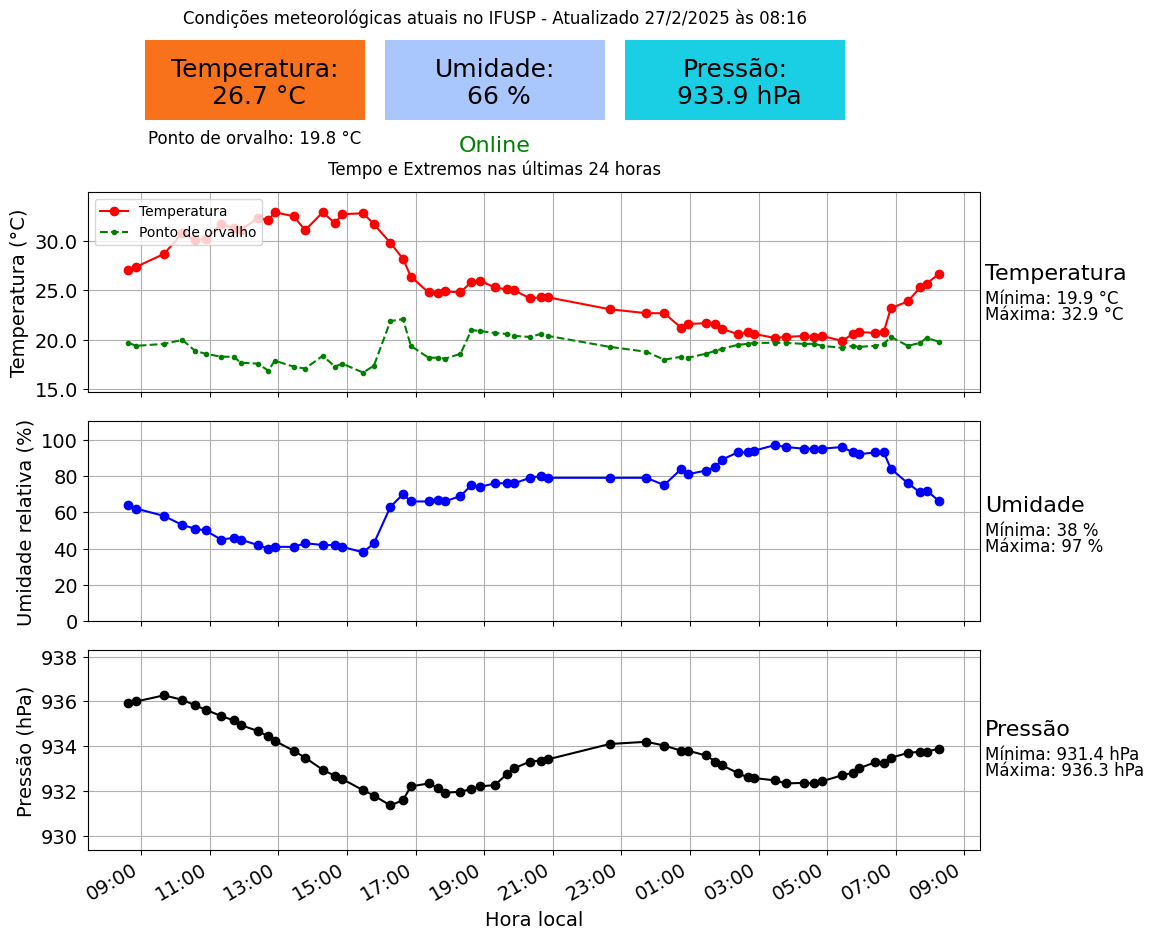 Condições meteorológicas atuais no IFUSP - Atualizado 27/2/2025 às 08:16
Temperatura:
26.7 °C
Umidade:
66 %
Pressão:
933.9 hPa
Ponto de orvalho: 19.8 °C
Online
Tempo e Extremos nas últimas 24 horas
Temperatura (°C)
30.0
25.0
20.0
15.0
Temperatura
Ponto de orvalho
Temperatura
Mínima: 19.9 °C
Máxima: 32.9 °C
Umidade relativa (%)
100
80
60
40
20
0
Umidade
Mínima: 38 %
Máxima: 97 %
Pressão (hPa)
938
936
934
932
930
Pressão
Mínima: 931.4 hPa
Máxima: 936.3 hPa
09:00
11:00
13:00
15:00
17:00
19:00
21:00
23:00
01:00
03:00
05:00
07:00
09:00
Hora local